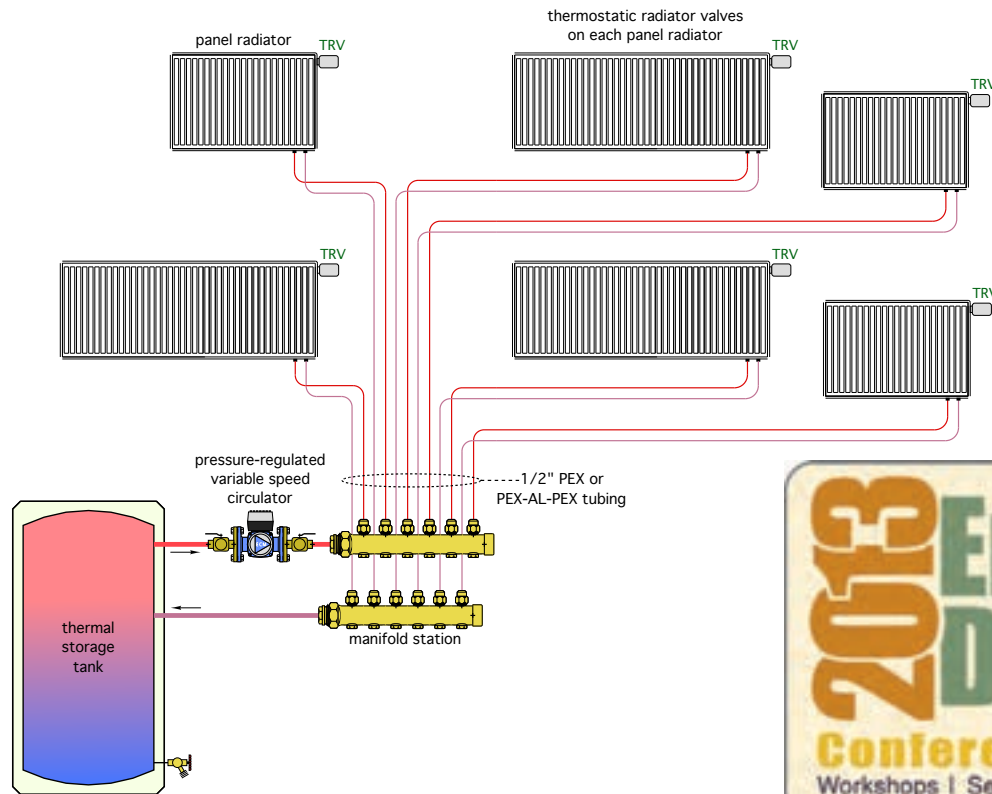 thermostatic radiator valves
on each panel radiator
panel radiator
TRV
TRV
TRV
TRV
TRV
TRV
1/2" PEX or
PEX-AL-PEX tubing
pressure-regulated
variable speed
circulator
manifold station
thermal
storage
tank
2013
Workshops |